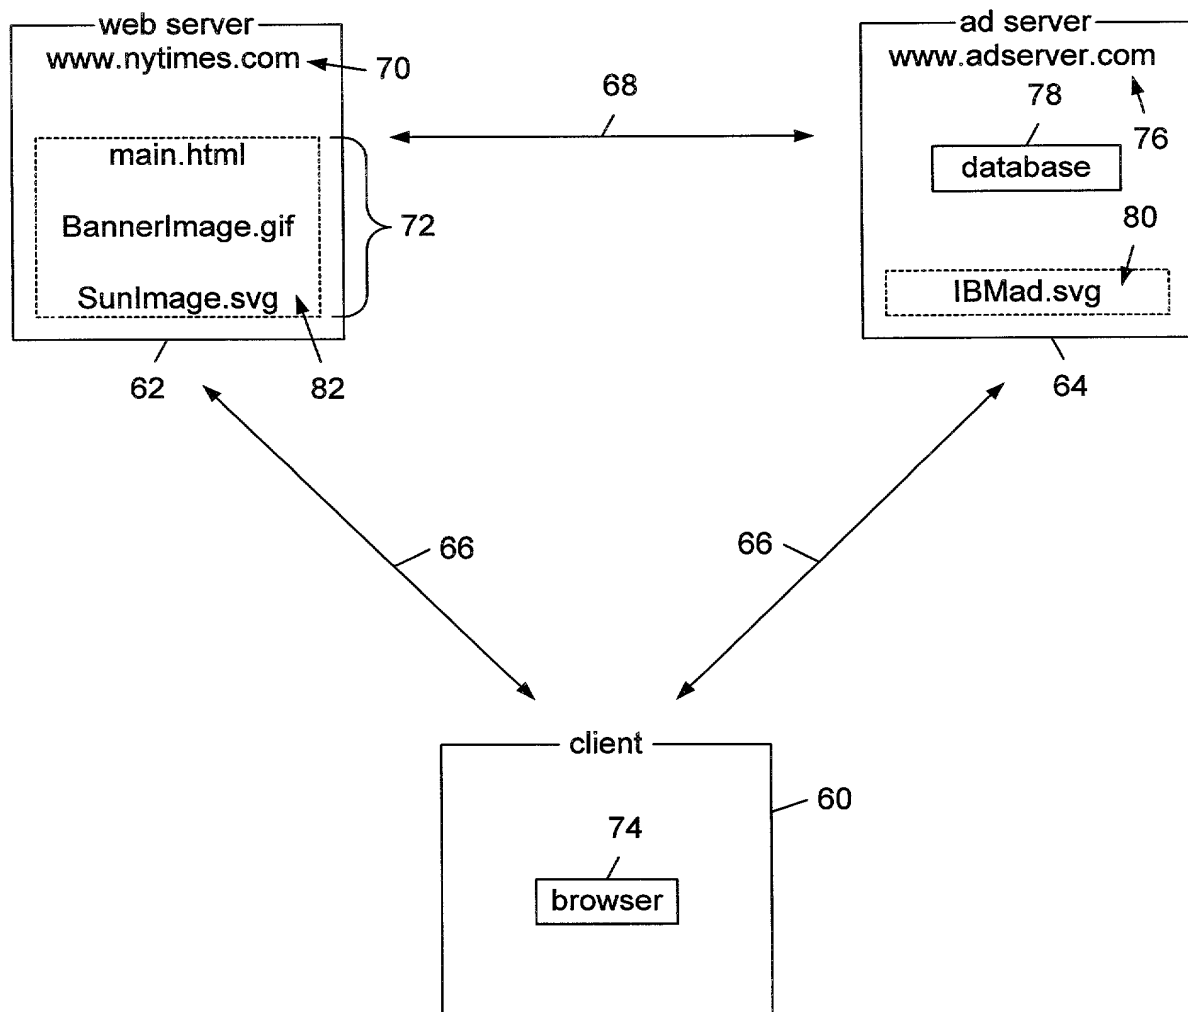 web server
www.nytimes.com
70
main.html
BannerImage.gif
72
SunImage.svg
62
82
68
ad server
www.adserver.com
78
76
database
80
IBMad.svg
64
66
66
client
60
74
browser